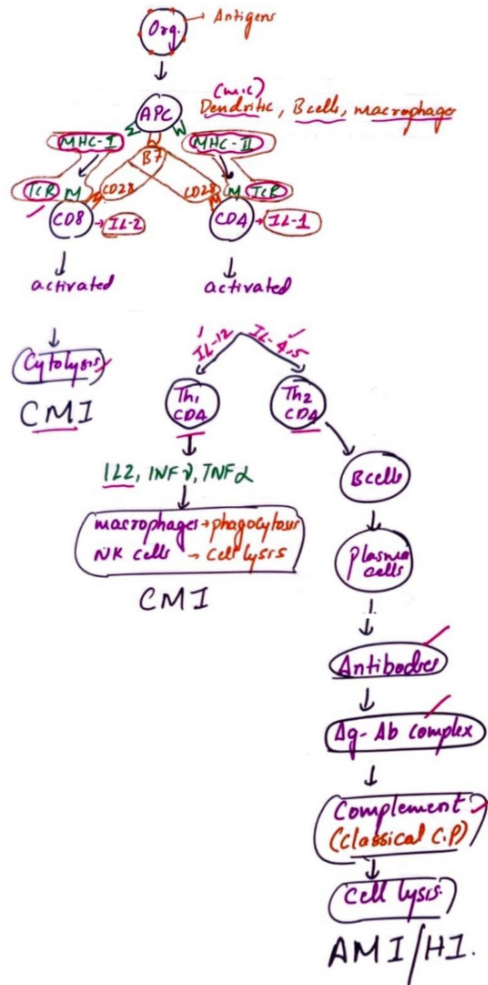 Antigens
Org.
(mic)
APC
Dendritic, B cells, macrophages
MHC-I
MHC-II
B7
TCR
CD28
CD28
TCR
CD8
IL-2
CD4
IL-1
activated
activated
IL-12
IL-4,5
Cytolysis
CMI
Th1
CD4
Th2
CD4
IL2, INFγ, TNFα
B cells
macrophages → phagocytosis
NK cells → Cell lysis
CMI
Plasma
cells
Antibodies
Ag-Ab complex
Complement
(Classical C.P)
Cell lysis
AMI/HI.